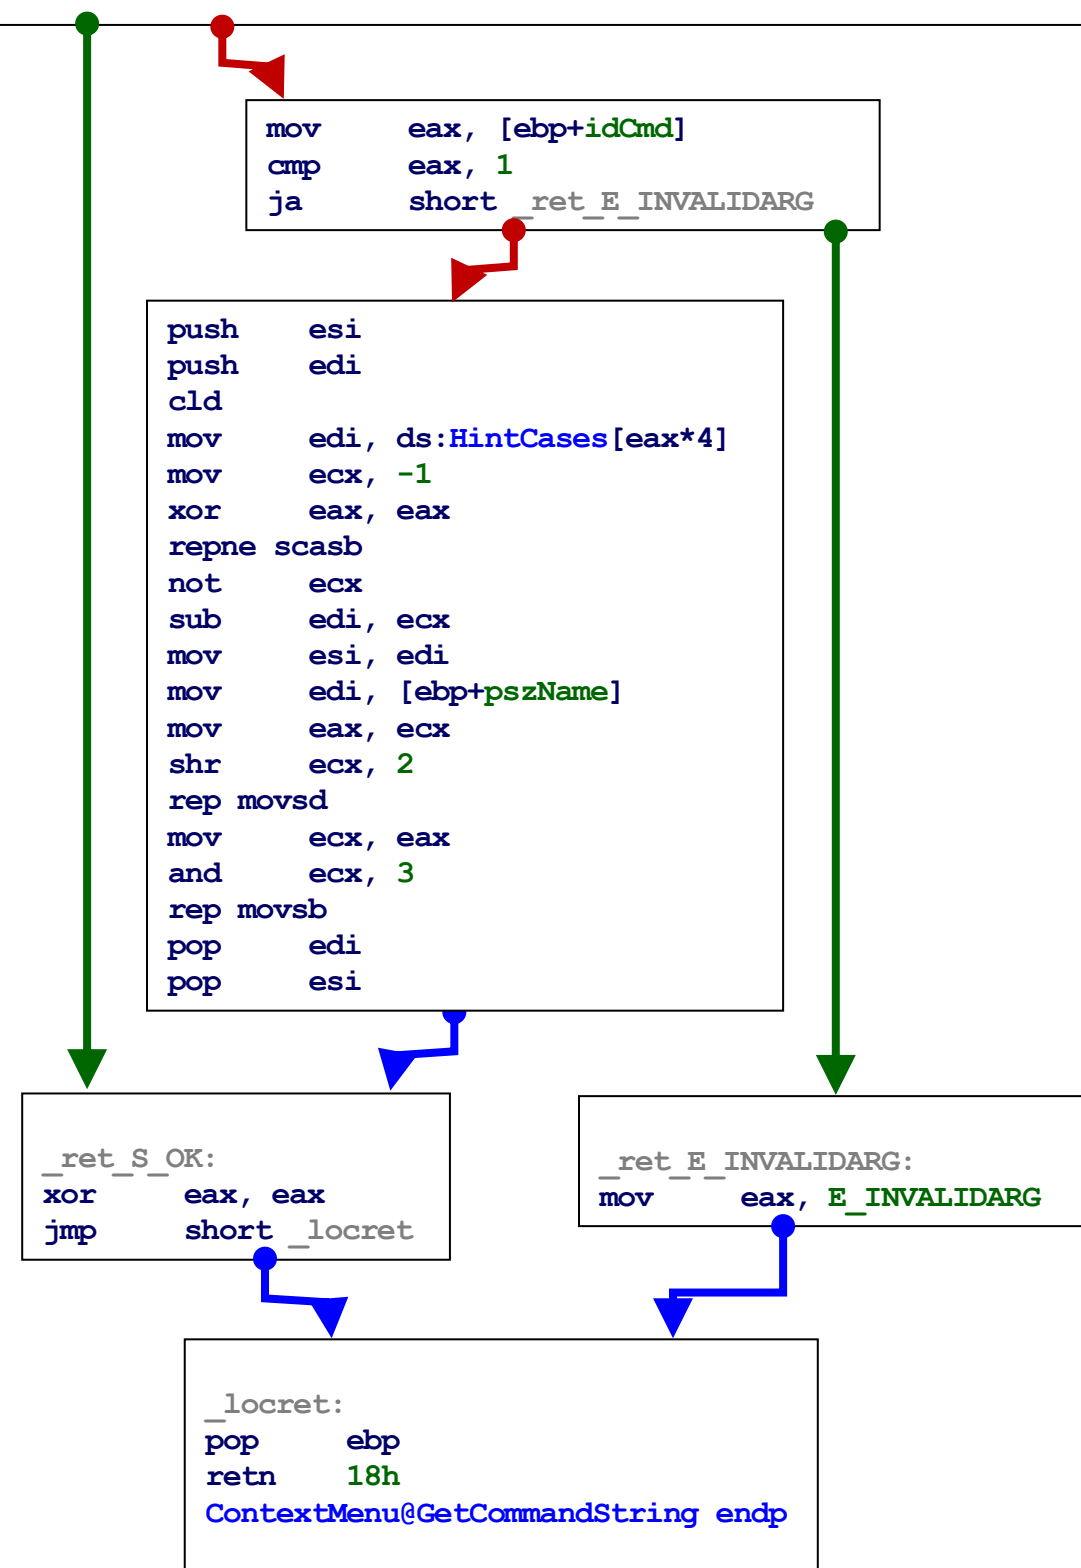 mov eax, [ebp+idCmd]
cmp eax, 1
ja short _ret_E_INVALIDARG
push esi
push edi
cld
mov edi, ds:HintCases[eax*4]
mov ecx, -1
xor eax, eax
repne scasb
not ecx
sub edi, ecx
mov esi, edi
mov edi, [ebp+pszName]
mov eax, ecx
shr ecx, 2
rep movsd
mov ecx, eax
and ecx, 3
rep movsb
pop edi
pop esi
_ret_S_OK:
xor eax, eax
jmp short _locret
_ret_E_INVALIDARG:
mov eax, E_INVALIDARG
_locret:
pop ebp
retn 18h
ContextMenu@GetCommandString endp